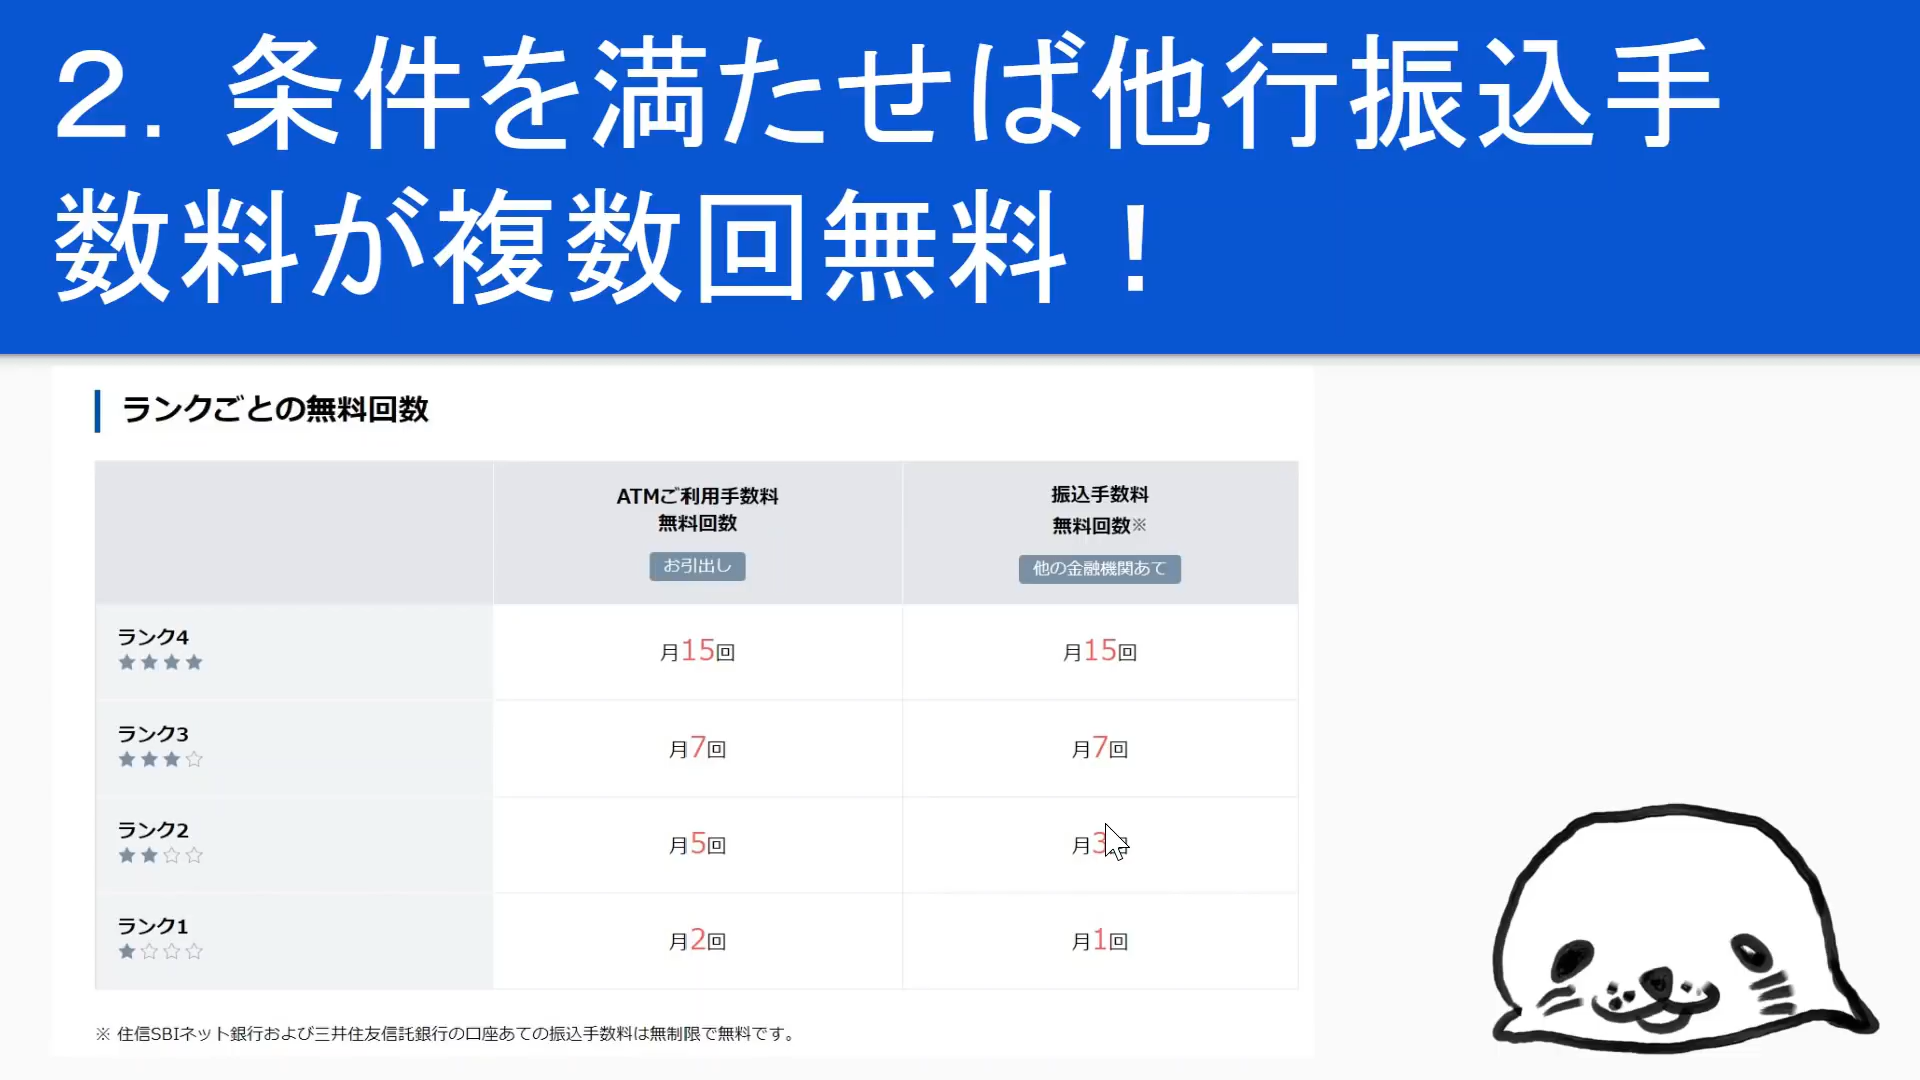 ２．条件を満たせば他行振込手
数料が複数回無料！
ランクごとの無料回数
ATMご利用手数料
無料回数
お引出し
振込手数料
無料回数※
他の金融機関あて
ランク4
★★★★
月15回
月15回
ランク3
★★★☆
月7回
月7回
ランク2
★★☆☆
月5回
月3回
ランク1
★☆☆☆
月2回
月1回
※ 住信SBIネット銀行および三井住友信託銀行の口座あての振込手数料は無制限で無料です。